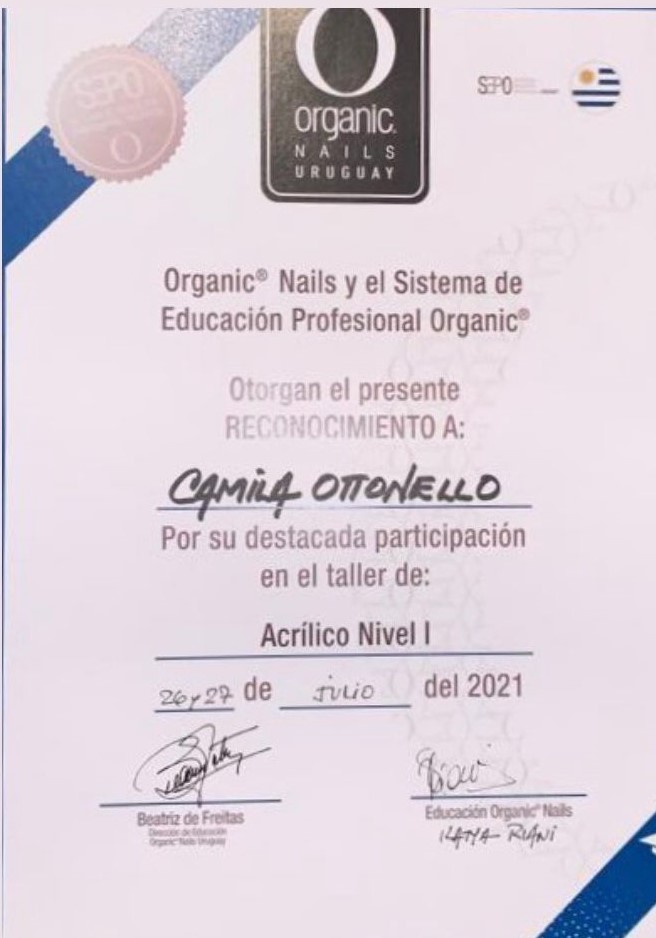 SEPO
SEPO
organic.
NAILS
URUGUAY
Organic® Nails y el Sistema de
Educación Profesional Organic®
Otorgan el presente
RECONOCIMIENTO A:
CAMILA OTTONELLO
Por su destacada participación
en el taller de:
Acrílico Nivel I
26 y 27 de julio del 2021
Beatriz de Freitas
Dirección de Educación
Organic® Nails Uruguay
Educación Organic® Nails
KATYA RIANI